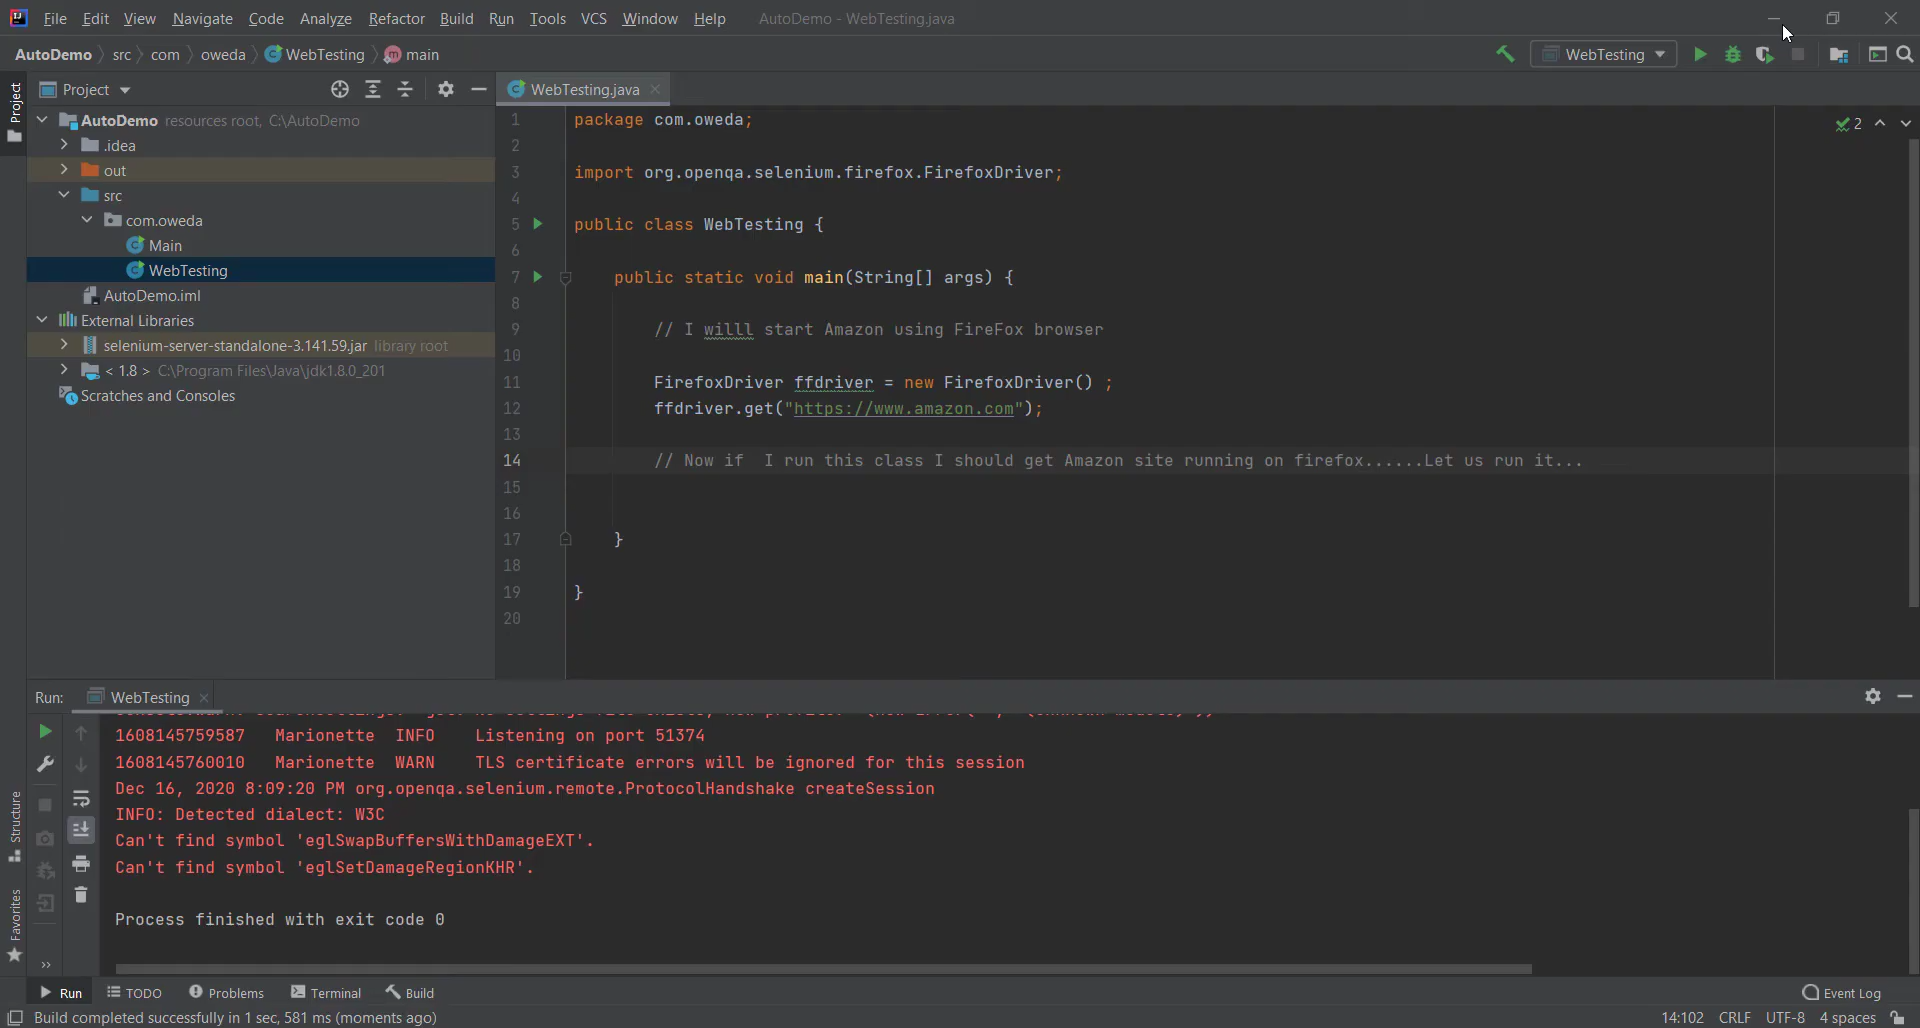 File Edit View Navigate Code Analyze Refactor Build Run Tools VCS Window Help AutoDemo - WebTesting.java
AutoDemo src com oweda WebTesting main WebTesting
Project
Project WebTesting.java
AutoDemo resources root, C:\AutoDemo
.idea
out
src
com.oweda
Main
WebTesting
AutoDemo.iml
External Libraries
selenium-server-standalone-3.141.59.jar library root
< 1.8 > C:\Program Files\Java\jdk1.8.0_201
Scratches and Consoles
2
1 package com.oweda;
2
3 import org.openqa.selenium.firefox.FirefoxDriver;
4
5 public class WebTesting {
6
7 public static void main(String[] args) {
8
9 // I willl start Amazon using FireFox browser
10
11 FirefoxDriver ffdriver = new FirefoxDriver() ;
12 ffdriver.get("https://www.amazon.com");
13
14 // Now if  I run this class I should get Amazon site running on firefox......Let us run it...
15
16
17 }
18
19 }
20
Run: WebTesting
1608145759587 Marionette INFO Listening on port 51374
1608145760010 Marionette WARN TLS certificate errors will be ignored for this session
Dec 16, 2020 8:09:20 PM org.openqa.selenium.remote.ProtocolHandshake createSession
INFO: Detected dialect: W3C
Can't find symbol 'eglSwapBuffersWithDamageEXT'.
Can't find symbol 'eglSetDamageRegionKHR'.
Process finished with exit code 0
Structure
Favorites
Run TODO Problems Terminal Build Event Log
Build completed successfully in 1 sec, 581 ms (moments ago) 14:102 CRLF UTF-8 4 spaces